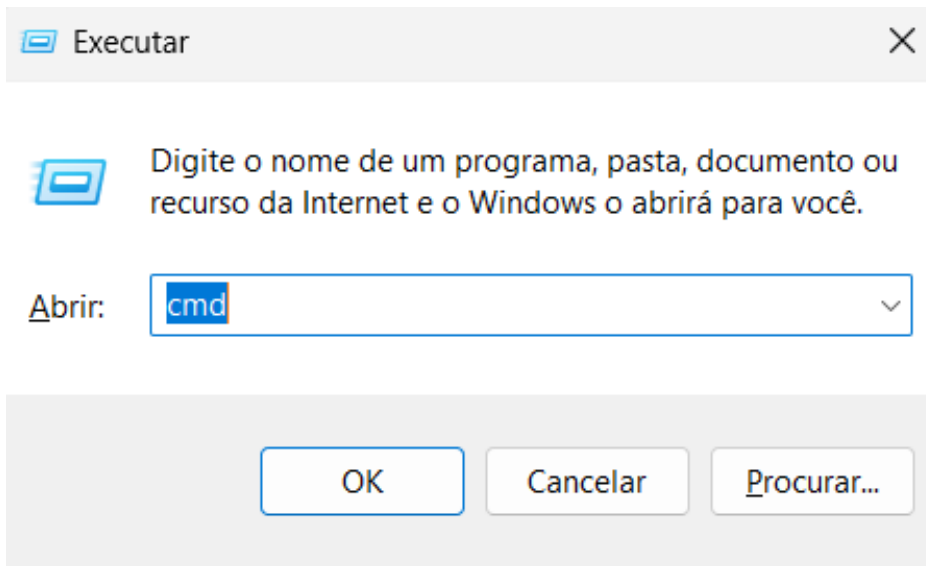 Executar
Digite o nome de um programa, pasta, documento ou
recurso da Internet e o Windows o abrirá para você.
Abrir: cmd
OK Cancelar Procurar...